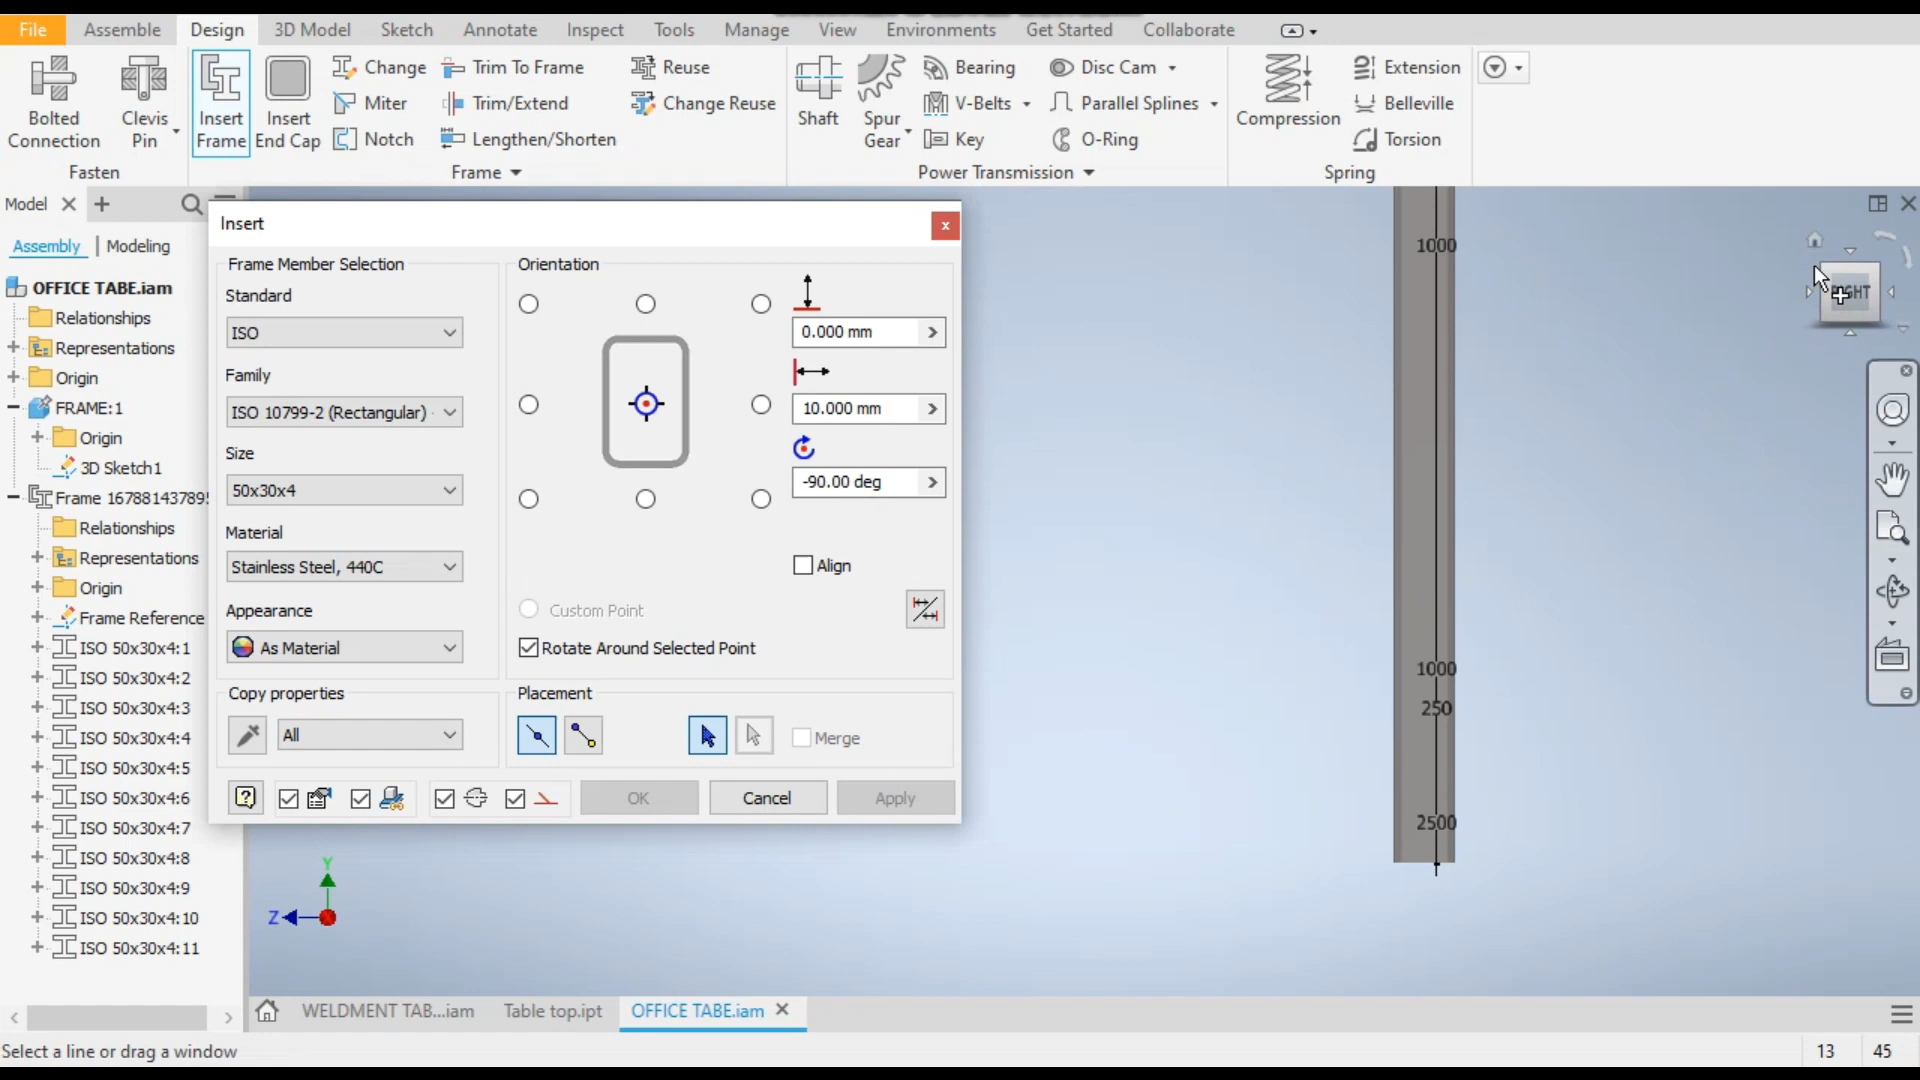 File Assemble Design 3D Model Sketch Annotate Inspect Tools Manage View Environments Get Started Collaborate
Bolted Connection
Clevis Pin
Insert Frame
Insert End Cap
Change
Miter
Notch
Trim To Frame
Trim/Extend
Lengthen/Shorten
Reuse
Change Reuse
Shaft
Spur Gear
Bearing
V-Belts
Key
Disc Cam
Parallel Splines
O-Ring
Compression
Extension
Belleville
Torsion
Fasten
Frame
Power Transmission
Spring
Model
Assembly
Modeling
OFFICE TABE.iam
Relationships
Representations
Origin
FRAME:1
Origin
3D Sketch1
Frame 167881437895
Relationships
Representations
Origin
Frame Reference
ISO 50x30x4:1
ISO 50x30x4:2
ISO 50x30x4:3
ISO 50x30x4:4
ISO 50x30x4:5
ISO 50x30x4:6
ISO 50x30x4:7
ISO 50x30x4:8
ISO 50x30x4:9
ISO 50x30x4:10
ISO 50x30x4:11
Insert
x
Frame Member Selection
Standard
ISO
Family
ISO 10799-2 (Rectangular)
Size
50x30x4
Material
Stainless Steel, 440C
Appearance
As Material
Copy properties
All
Orientation
0.000 mm
10.000 mm
-90.00 deg
Align
Custom Point
Rotate Around Selected Point
Placement
Merge
OK
Cancel
Apply
1000
1000
250
2500
Y
Z
WELDMENT TAB...iam
Table top.ipt
OFFICE TABE.iam
Select a line or drag a window
13
45